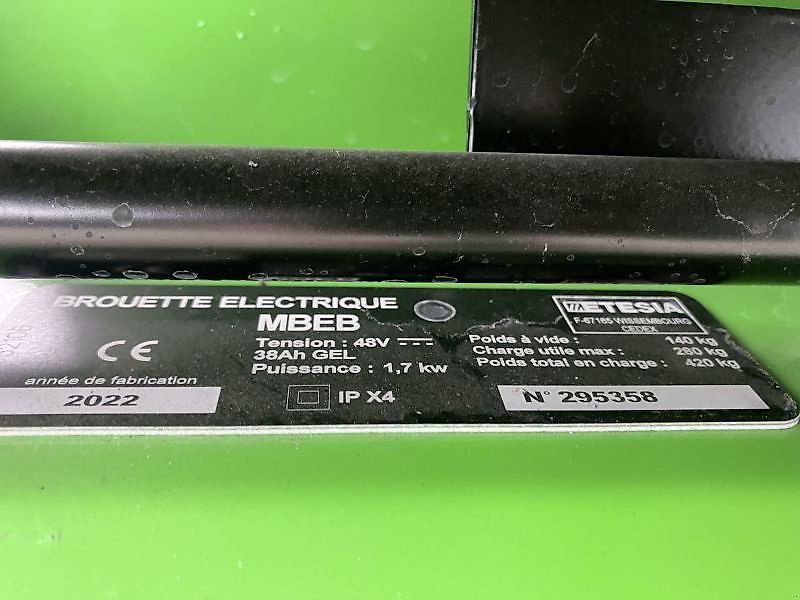 BROUETTE ELECTRIQUE
MBEB
Tension : 48V
38Ah GEL
Puissance : 1,7 kw
IP X4
CE
année de fabrication
2022
ETESIA
F-67165 WISSEMBOURG
CEDEX
Poids à vide : 140 kg
Charge utile max : 280 kg
Poids total en charge : 420 kg
N° 295358